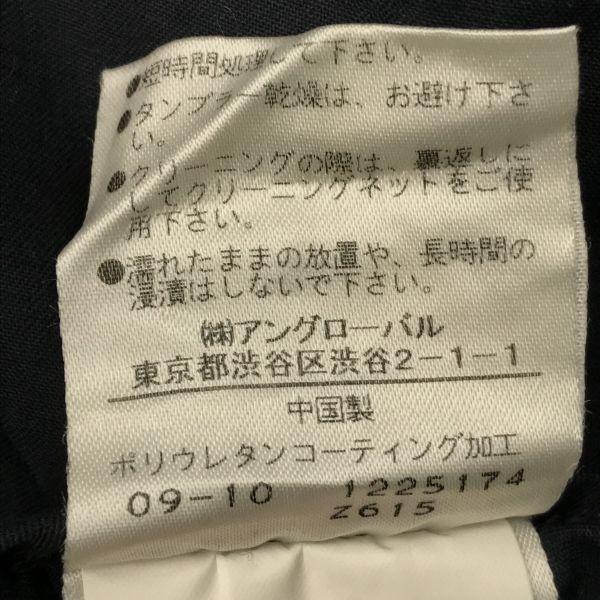 ●短時間処理して下さい。
●タンブラー乾燥は、お避け下さ
い。
●クリーニングの際は、裏返しに
してクリーニングネットをご使
用下さい。
●濡れたままの放置や、長時間の
浸漬はしないで下さい。
㈱アングローバル
東京都渋谷区渋谷2-1-1
中国製
ポリウレタンコーティング加工
09-10 1225174
Z615